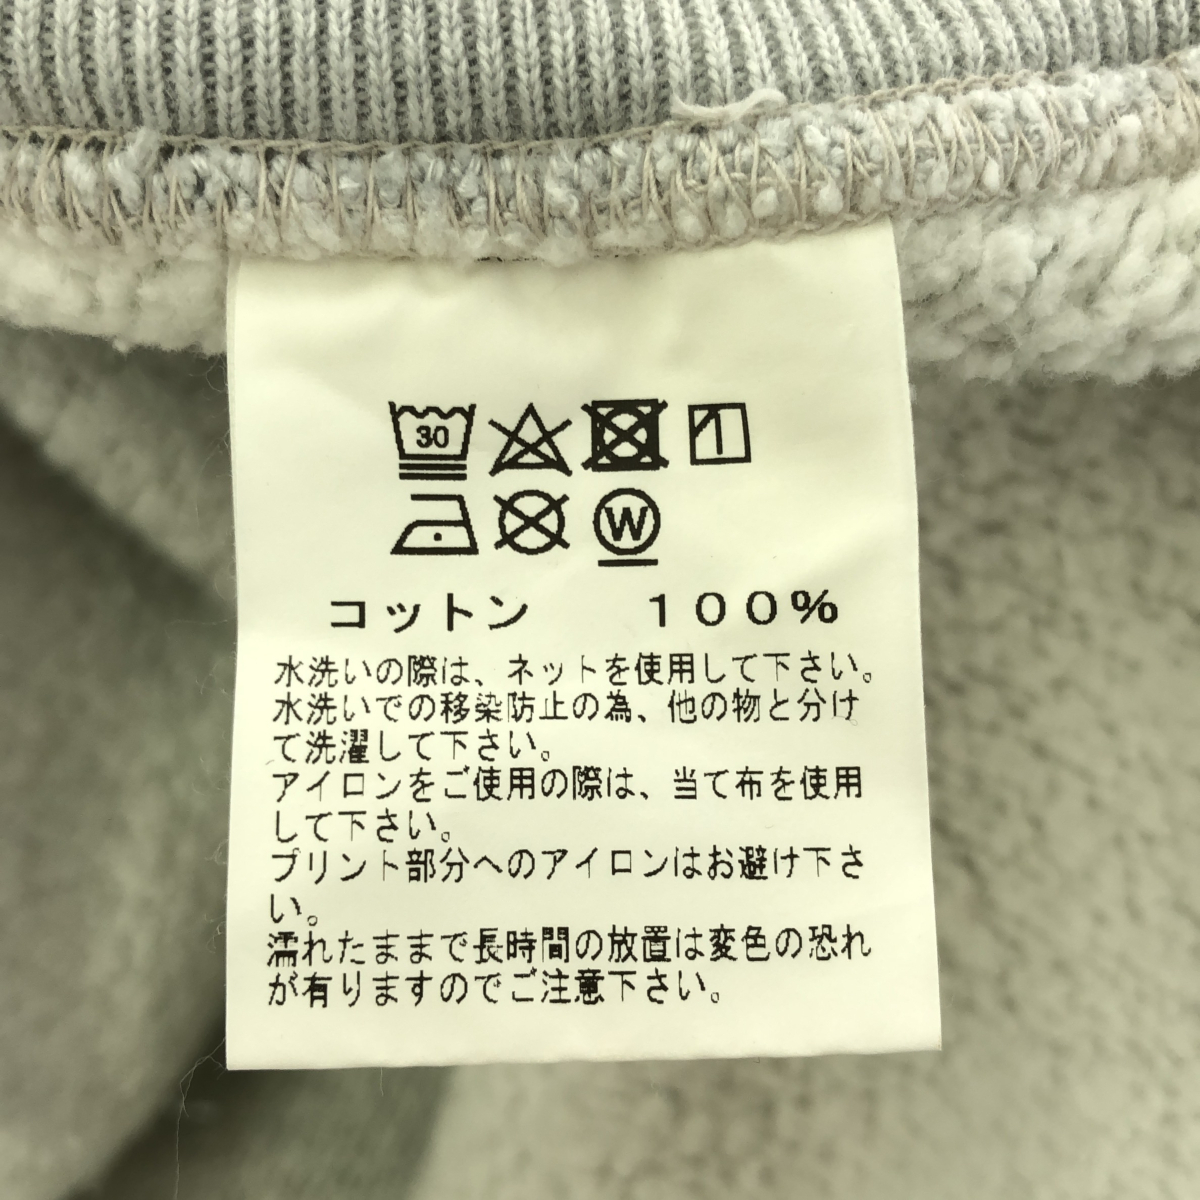 30
W
コットン　１００％
水洗いの際は、ネットを使用して下さい。
水洗いでの移染防止の為、他の物と分け
て洗濯して下さい。
アイロンをご使用の際は、当て布を使用
して下さい。
プリント部分へのアイロンはお避け下さ
い。
濡れたままで長時間の放置は変色の恐れ
が有りますのでご注意下さい。